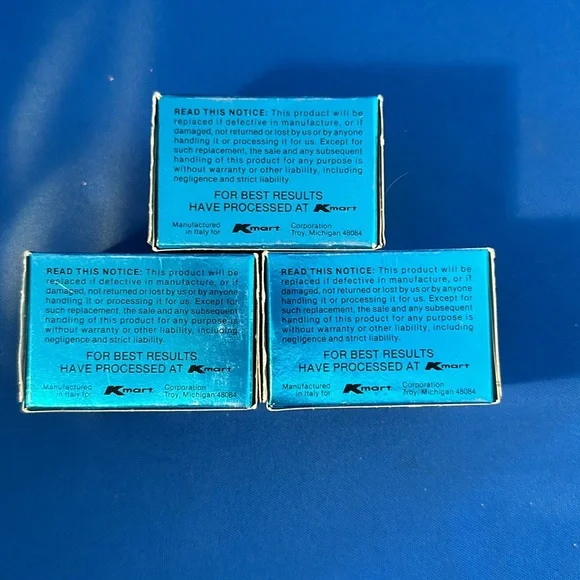 READ THIS NOTICE: This product will be
replaced if defective in manufacture, or if
damaged, not returned or lost by us or by anyone
handling it or processing it for us. Except for
such replacement, the sale and any subsequent
handling of this product for any purpose is
without warranty or other liability, including
negligence and strict liability.
FOR BEST RESULTS
HAVE PROCESSED AT Kmart
Manufactured
in Italy for
Kmart
Corporation
Troy, Michigan 48084
READ THIS NOTICE: This product will be
replaced if defective in manufacture, or if
damaged, not returned or lost by us or by anyone
handling it or processing it for us. Except for
such replacement, the sale and any subsequent
handling of this product for any purpose is
without warranty or other liability, including
negligence and strict liability.
FOR BEST RESULTS
HAVE PROCESSED AT Kmart
Manufactured
in Italy for
Kmart
Corporation
Troy, Michigan 48084
READ THIS NOTICE: This product will be
replaced if defective in manufacture, or if
damaged, not returned or lost by us or by anyone
handling it or processing it for us. Except for
such replacement, the sale and any subsequent
handling of this product for any purpose is
without warranty or other liability, including
negligence and strict liability.
FOR BEST RESULTS
HAVE PROCESSED AT Kmart
Manufactured
in Italy for
Kmart
Corporation
Troy, Michigan 48084